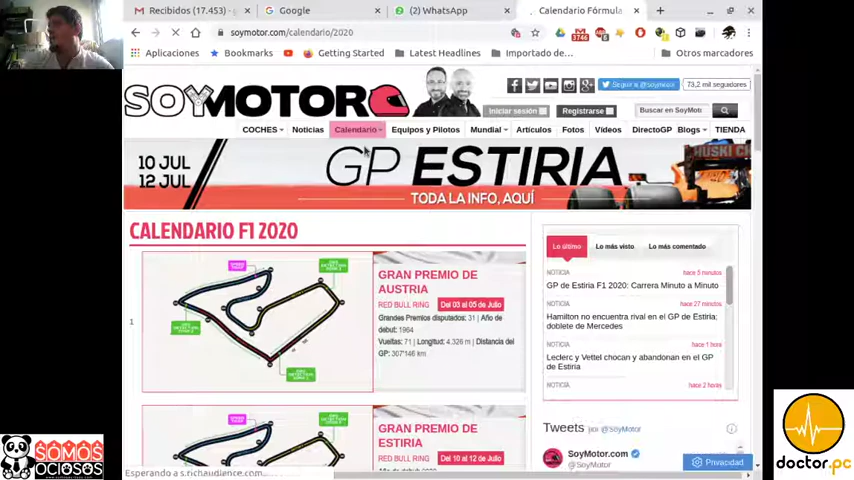 Recibidos (17.453) - g
Google
(2) WhatsApp
Calendario Fórmula
soymotor.com/calendario/2020
3746
Aplicaciones
Bookmarks
Getting Started
Latest Headlines
Importado de...
Otros marcadores
SOYMOTOR
Seguir a @soymotor
73,2 mil seguidores
Iniciar sesión
Registrarse
Buscar en SoyMot
COCHES
Noticias
Calendario
Equipos y Pilotos
Mundial
Artículos
Fotos
Vídeos
DirectoGP
Blogs
TIENDA
10 JUL
12 JUL
GP ESTIRIA
HUSKI CH
TODA LA INFO, AQUÍ
CALENDARIO F1 2020
1
GRAN PREMIO DE
AUSTRIA
RED BULL RING
Del 03 al 05 de Julio
Grandes Premios disputados: 31 | Año de
debut: 1964
Vueltas: 71 | Longitud: 4.326 m | Distancia del
GP: 307'146 km
GRAN PREMIO DE
ESTIRIA
RED BULL RING
Del 10 al 12 de Julio
Lo último
Lo más visto
Lo más comentado
NOTICIA
hace 5 minutos
GP de Estiria F1 2020: Carrera Minuto a Minuto
NOTICIA
hace 27 minutos
Hamilton no encuentra rival en el GP de Estiria;
doblete de Mercedes
NOTICIA
hace 1 hora
Leclerc y Vettel chocan y abandonan en el GP
de Estiria
NOTICIA
hace 2 horas
Tweets por @SoyMotor
SoyMotor.com
@SoyMotor
Privacidad
Esperando a s.richaudience.com...
SOMOS
OCIOSOS
doctor.pc